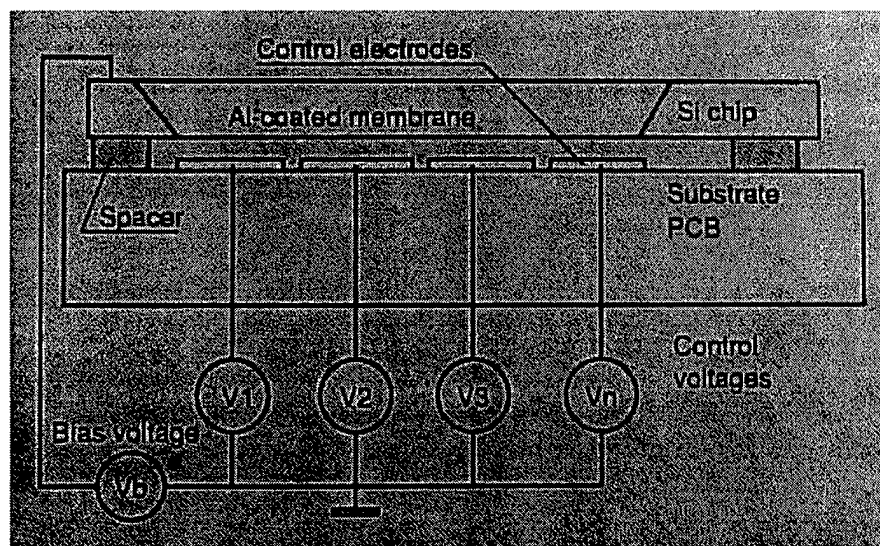 Control electrodes
Al-coated membrane
Si chip
Spacer
Substrate
PCB
V1
V2
V3
Vn
Control
voltages
Bias voltage
Vb